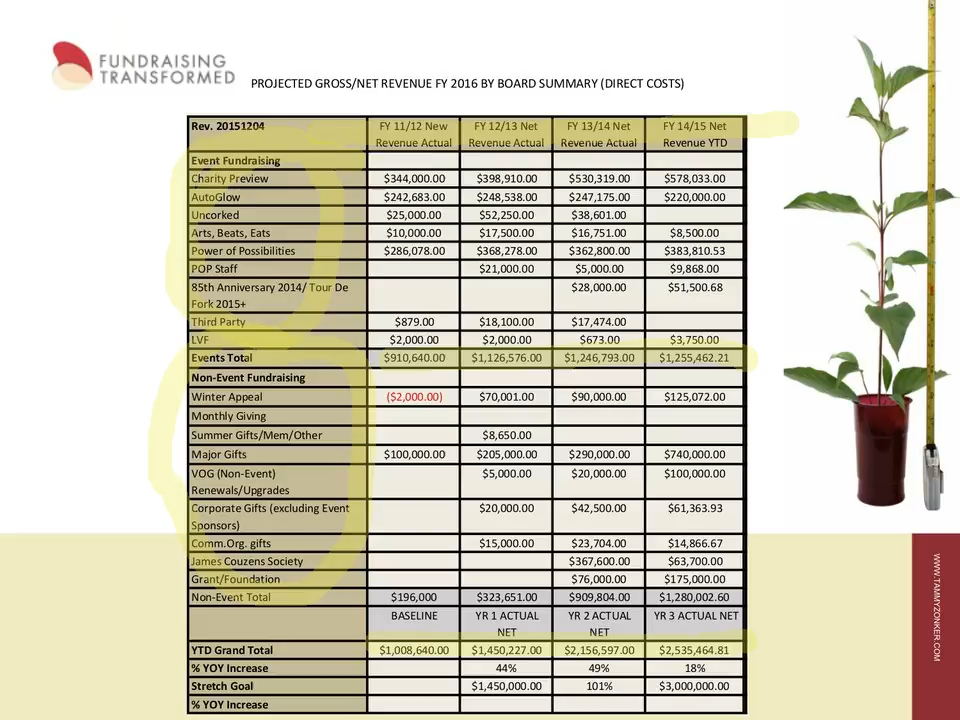 FUNDRAISING
TRANSFORMED
PROJECTED GROSS/NET REVENUE FY 2016 BY BOARD SUMMARY (DIRECT COSTS)
Rev. 20151204 FY 11/12 New Revenue Actual FY 12/13 Net Revenue Actual FY 13/14 Net Revenue Actual FY 14/15 Net Revenue YTD
Event Fundraising
Charity Preview $344,000.00 $398,910.00 $530,319.00 $578,033.00
AutoGlow $242,683.00 $248,538.00 $247,175.00 $220,000.00
Uncorked $25,000.00 $52,250.00 $38,601.00
Arts, Beats, Eats $10,000.00 $17,500.00 $16,751.00 $8,500.00
Power of Possibilities $286,078.00 $368,278.00 $362,800.00 $383,810.53
POP Staff $21,000.00 $5,000.00 $9,868.00
85th Anniversary 2014/ Tour De
Fork 2015+ $28,000.00 $51,500.68
Third Party $879.00 $18,100.00 $17,474.00
LVF $2,000.00 $2,000.00 $673.00 $3,750.00
Events Total $910,640.00 $1,126,576.00 $1,246,793.00 $1,255,462.21
Non-Event Fundraising
Winter Appeal ($2,000.00) $70,001.00 $90,000.00 $125,072.00
Monthly Giving
Summer Gifts/Mem/Other $8,650.00
Major Gifts $100,000.00 $205,000.00 $290,000.00 $740,000.00
VOG (Non-Event)
Renewals/Upgrades $5,000.00 $20,000.00 $100,000.00
Corporate Gifts (excluding Event
Sponsors) $20,000.00 $42,500.00 $61,363.93
Comm.Org. gifts $15,000.00 $23,704.00 $14,866.67
James Couzens Society $367,600.00 $63,700.00
Grant/Foundation $76,000.00 $175,000.00
Non-Event Total $196,000 $323,651.00 $909,804.00 $1,280,002.60
BASELINE YR 1 ACTUAL NET YR 2 ACTUAL NET YR 3 ACTUAL NET
YTD Grand Total $1,008,640.00 $1,450,227.00 $2,156,597.00 $2,535,464.81
% YOY Increase 44% 49% 18%
Stretch Goal $1,450,000.00 101% $3,000,000.00
% YOY Increase
WWW.TAMMYZONKER.COM